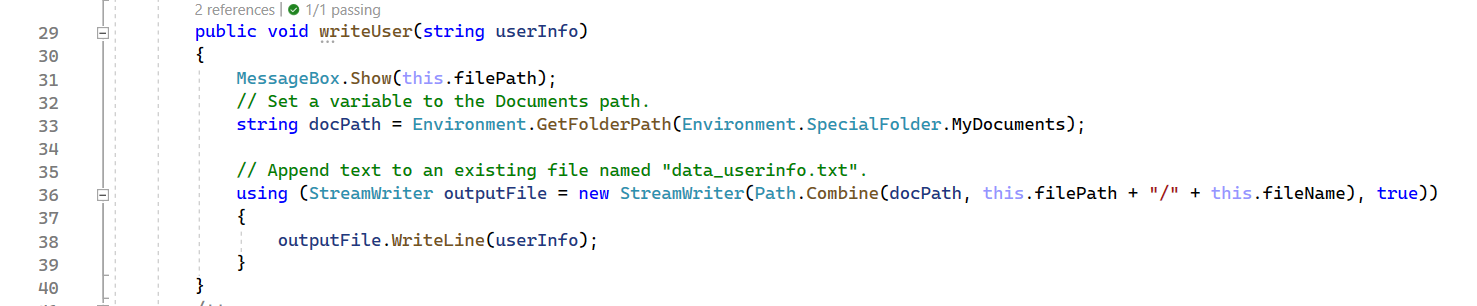 2 references | 1/1 passing
29 public void writeUser(string userInfo)
30 {
31 MessageBox.Show(this.filePath);
32 // Set a variable to the Documents path.
33 string docPath = Environment.GetFolderPath(Environment.SpecialFolder.MyDocuments);
34
35 // Append text to an existing file named "data_userinfo.txt".
36 using (StreamWriter outputFile = new StreamWriter(Path.Combine(docPath, this.filePath + "/" + this.fileName), true))
37 {
38 outputFile.WriteLine(userInfo);
39 }
40 }